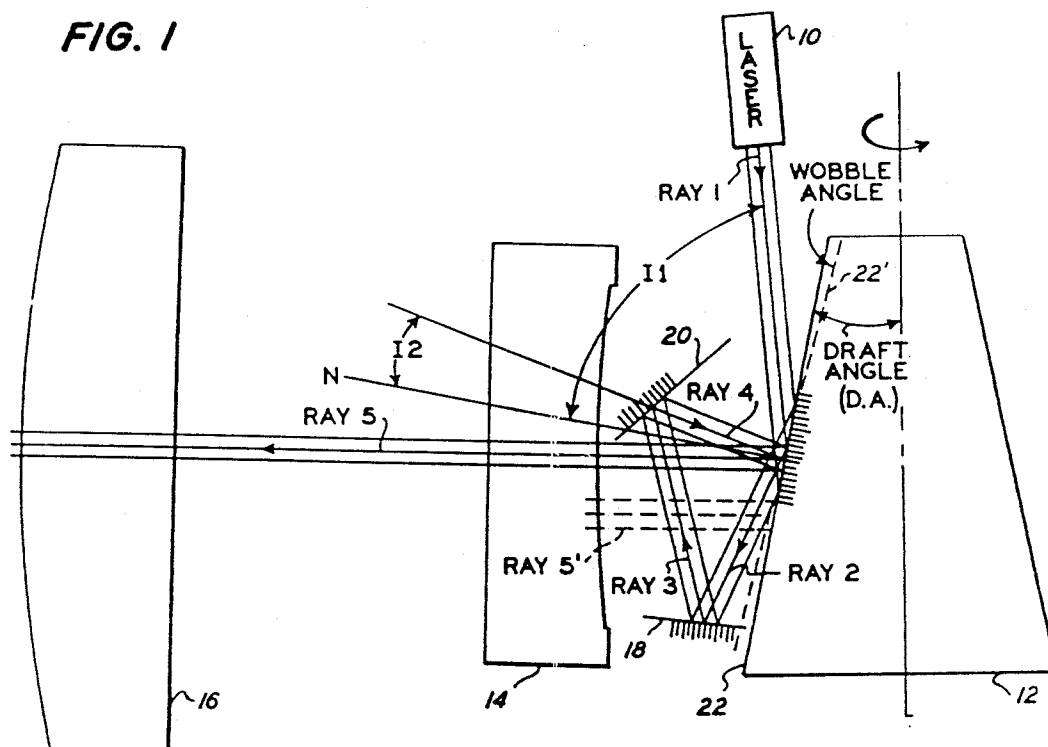 FIG. 1
LASER
10
RAY 1
WOBBLE
ANGLE
22'
I1
I2
20
DRAFT
ANGLE
(D.A.)
N
RAY 4
RAY 5
RAY 5'
RAY 3
RAY 2
18
16
14
22
12